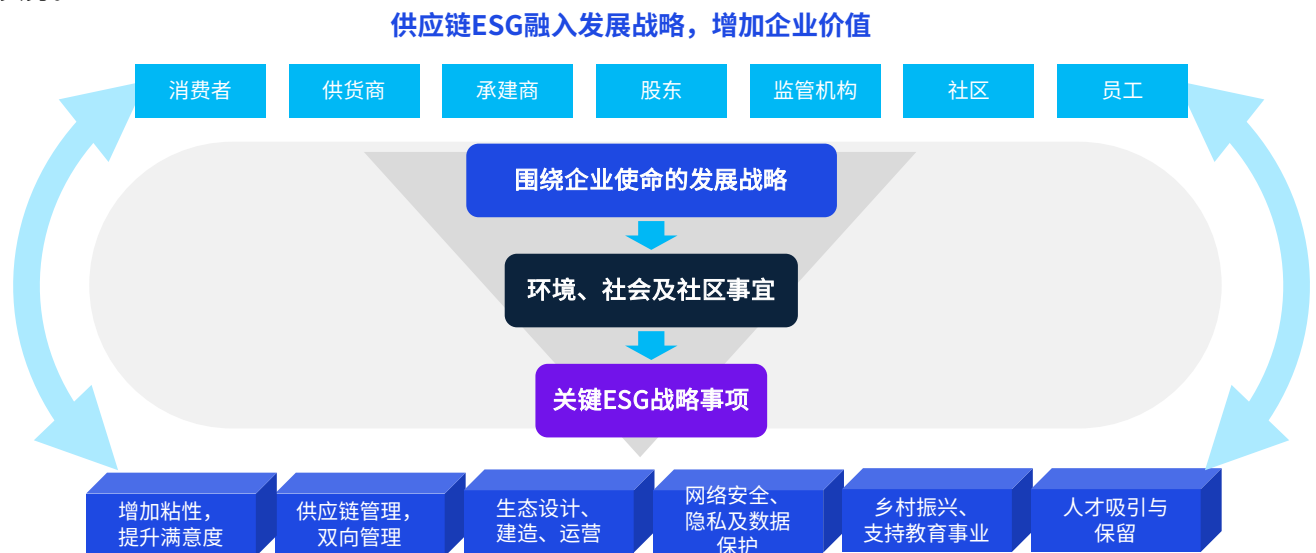 供应链ESG融入发展战略，增加企业价值
消费者
供货商
承建商
股东
监管机构
社区
员工
围绕企业使命的发展战略
环境、社会及社区事宜
关键ESG战略事项
增加粘性，
提升满意度
供应链管理，
双向管理
生态设计、
建造、运营
网络安全、
隐私及数据
保护
乡村振兴、
支持教育事业
人才吸引与
保留